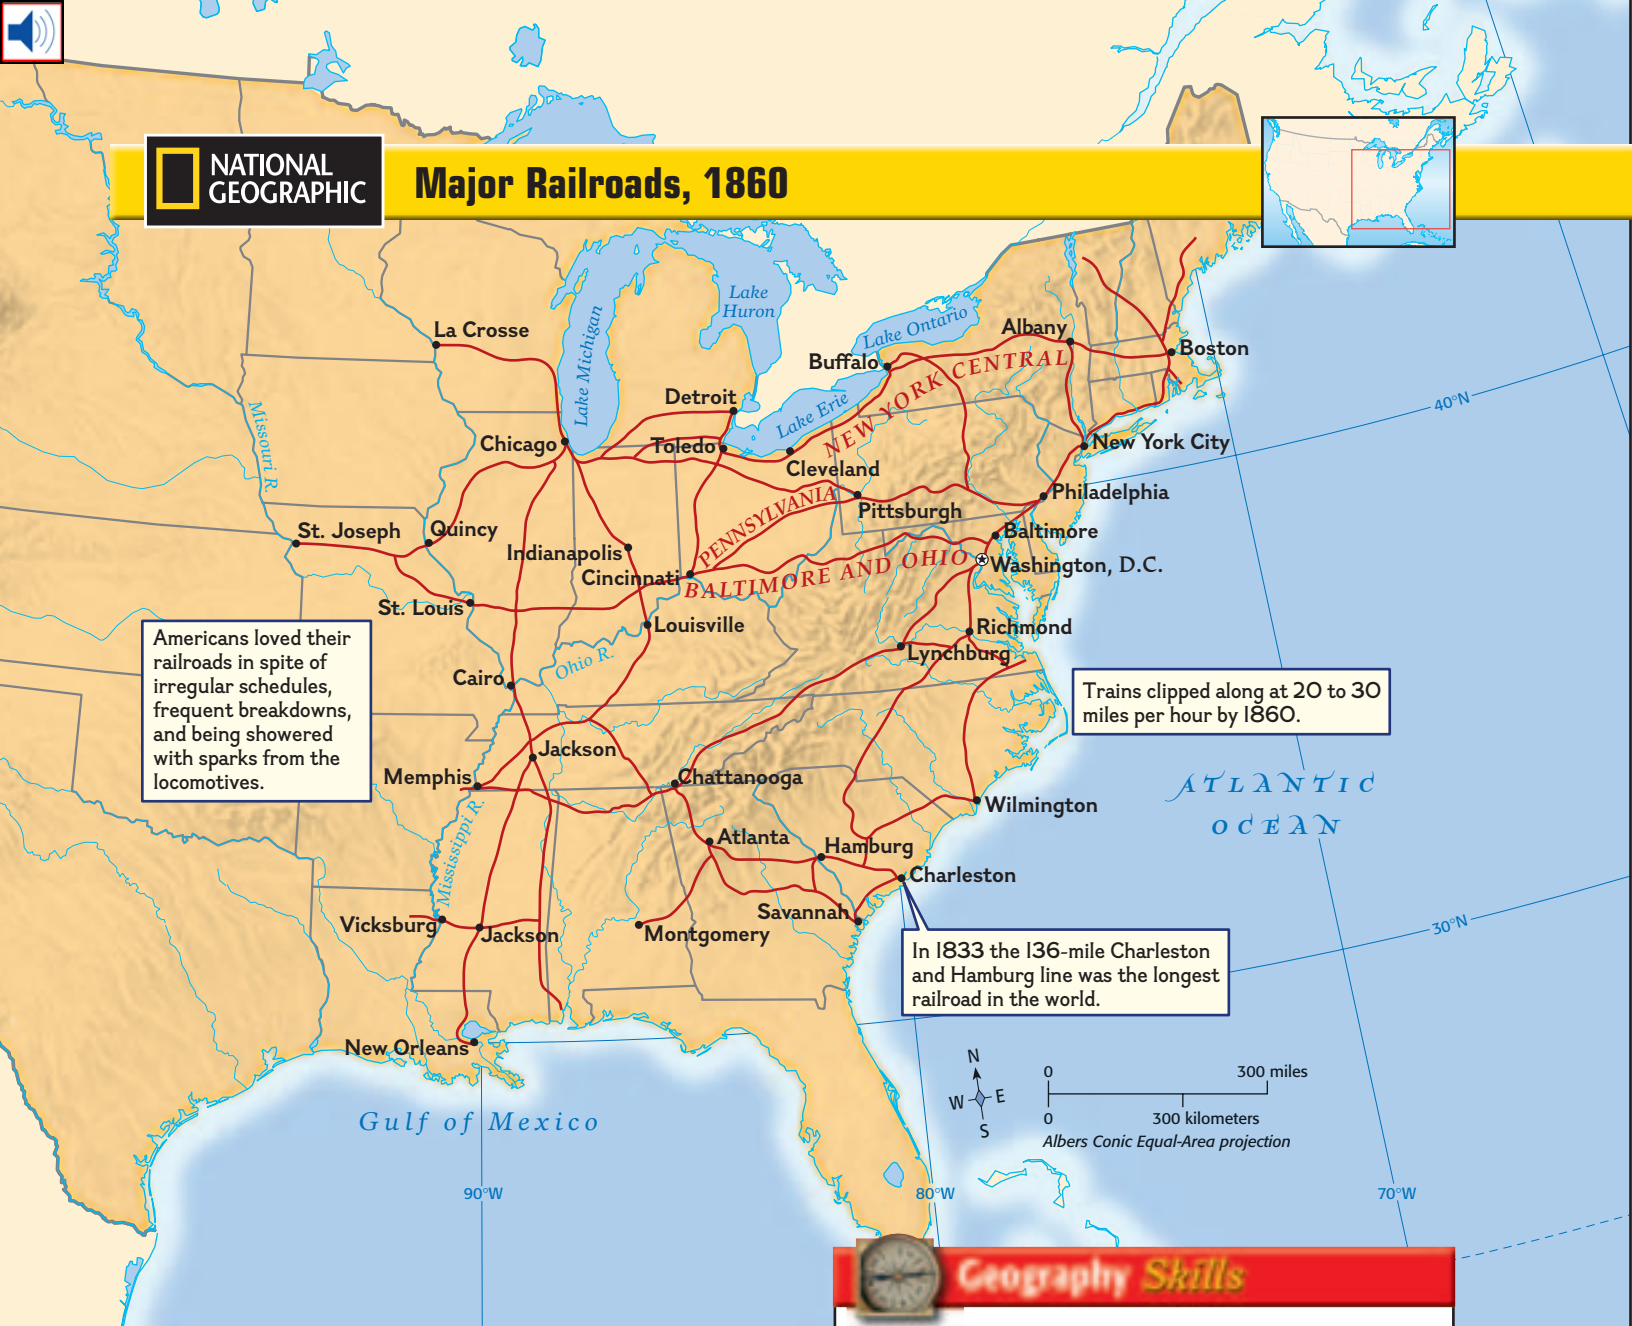 NATIONAL
GEOGRAPHIC
Major Railroads, 1860
Lake
Huron
Lake Michigan
Lake Ontario
Lake Erie
La Crosse
Albany
Boston
Buffalo
NEW YORK CENTRAL
Detroit
Chicago
Toledo
Cleveland
New York City
40°N
Missouri R.
PENNSYLVANIA
Pittsburgh
Philadelphia
St. Joseph
Quincy
Indianapolis
Baltimore
Cincinnati
BALTIMORE AND OHIO
Washington, D.C.
St. Louis
Louisville
Richmond
Lynchburg
Ohio R.
Cairo
Americans loved their
railroads in spite of
irregular schedules,
frequent breakdowns,
and being showered
with sparks from the
locomotives.
Trains clipped along at 20 to 30
miles per hour by 1860.
Jackson
Memphis
Chattanooga
Wilmington
ATLANTIC
OCEAN
Mississippi R.
Atlanta
Hamburg
Charleston
Savannah
Vicksburg
Jackson
Montgomery
30°N
In 1833 the 136-mile Charleston
and Hamburg line was the longest
railroad in the world.
New Orleans
Gulf of Mexico
N
W
E
S
0
300 miles
0
300 kilometers
Albers Conic Equal-Area projection
90°W
80°W
70°W
Geography Skills